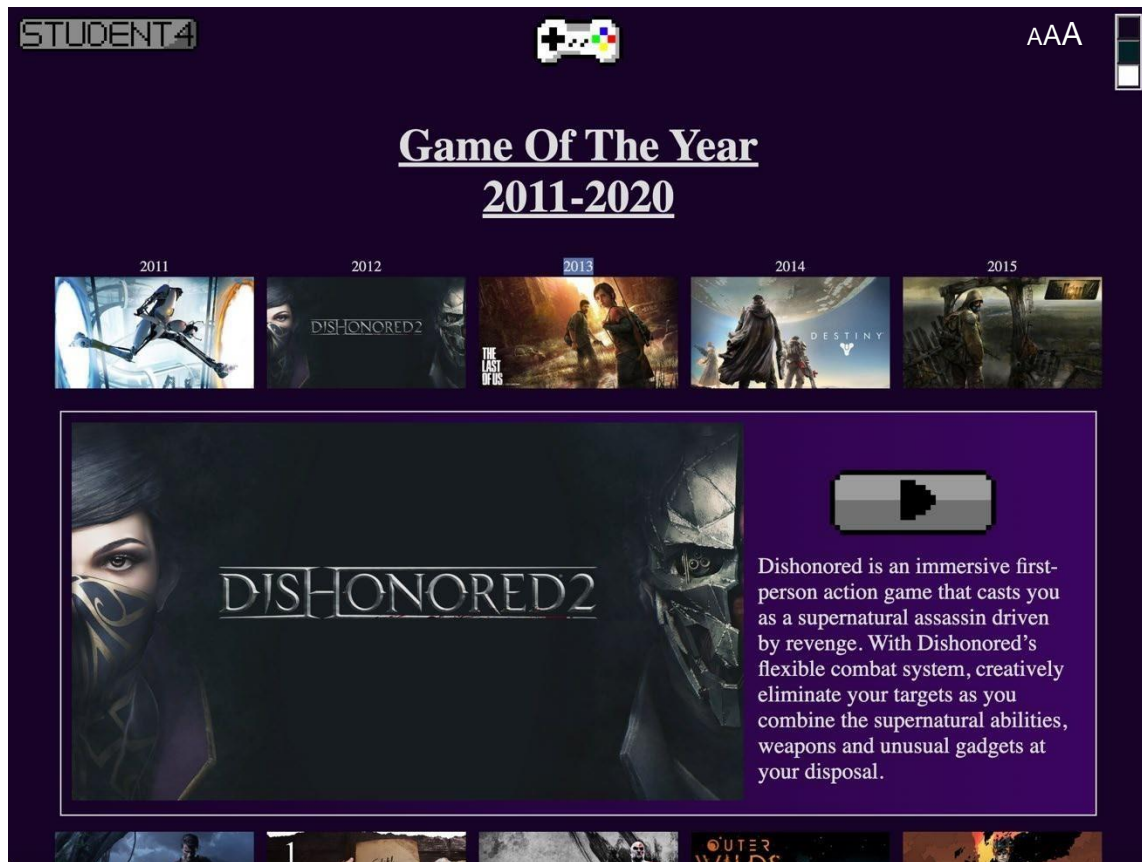 STUDENT4
AAA
Game Of The Year
2011-2020
2011
2012
2013
2014
2015
DISHONORED2
THE
LAST
OF US
DESTINY
DISHONORED2
Dishonored is an immersive first-
person action game that casts you
as a supernatural assassin driven
by revenge. With Dishonored’s
flexible combat system, creatively
eliminate your targets as you
combine the supernatural abilities,
weapons and unusual gadgets at
your disposal.
OUTER
WILDS